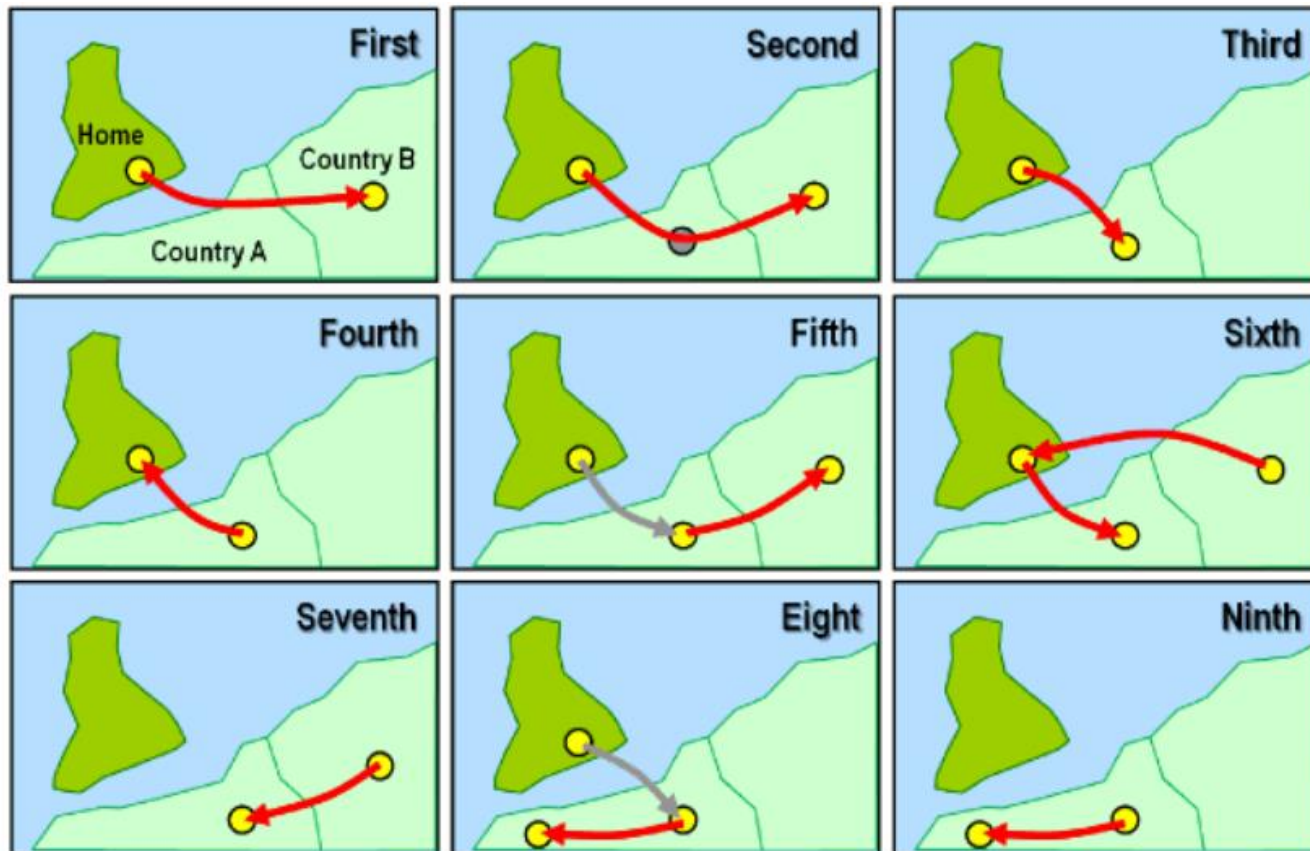 First
Home
Country B
Country A
Second
Third
Fourth
Fifth
Sixth
Seventh
Eight
Ninth